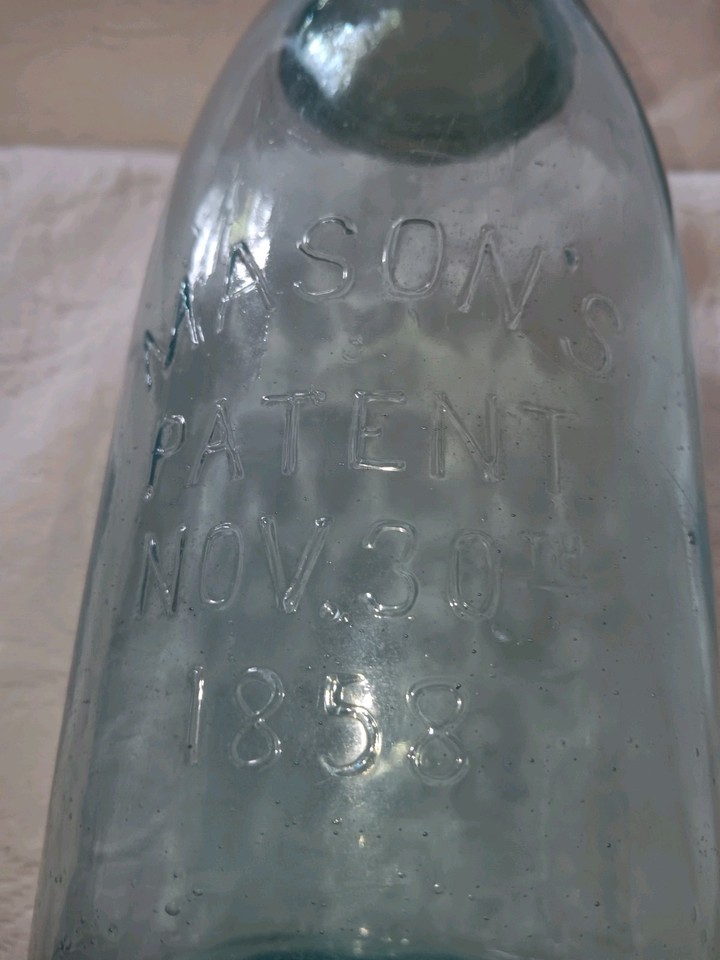 MASON'S
PATENT
NOV. 30TH
1858